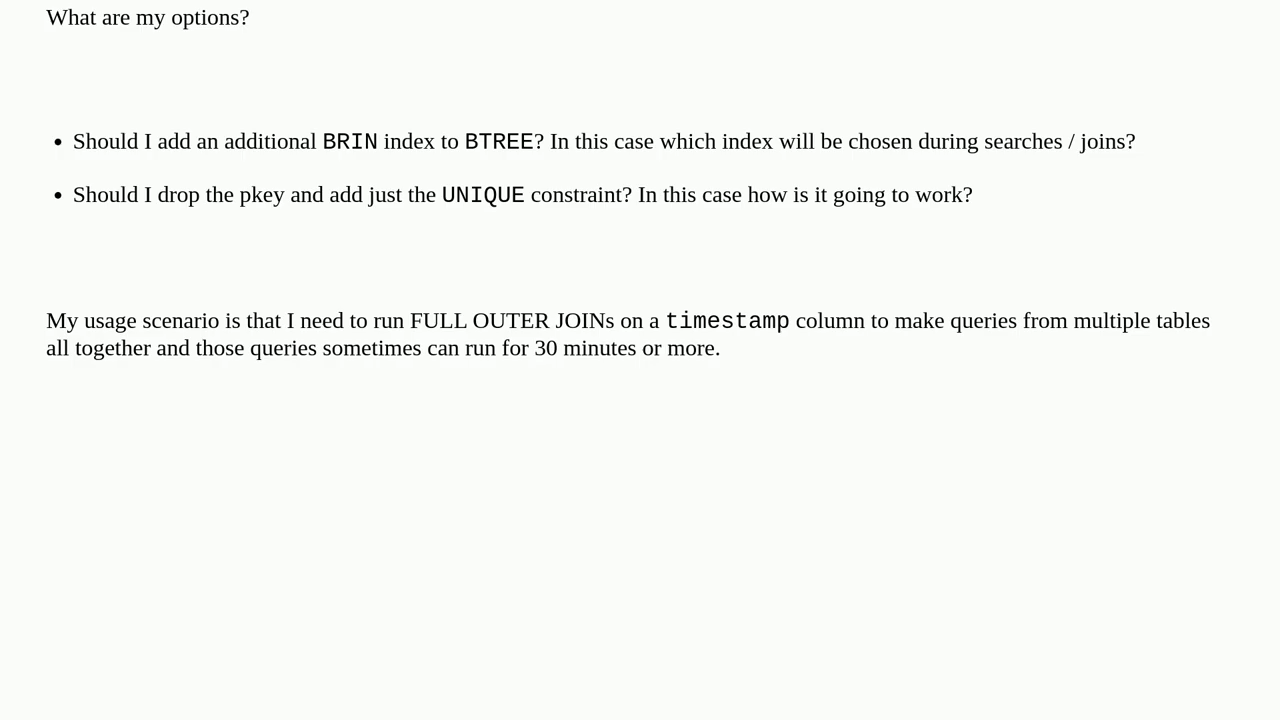 What are my options?
• Should I add an additional BRIN index to BTREE? In this case which index will be chosen during searches / joins?
• Should I drop the pkey and add just the UNIQUE constraint? In this case how is it going to work?
My usage scenario is that I need to run FULL OUTER JOINs on a timestamp column to make queries from multiple tables
all together and those queries sometimes can run for 30 minutes or more.